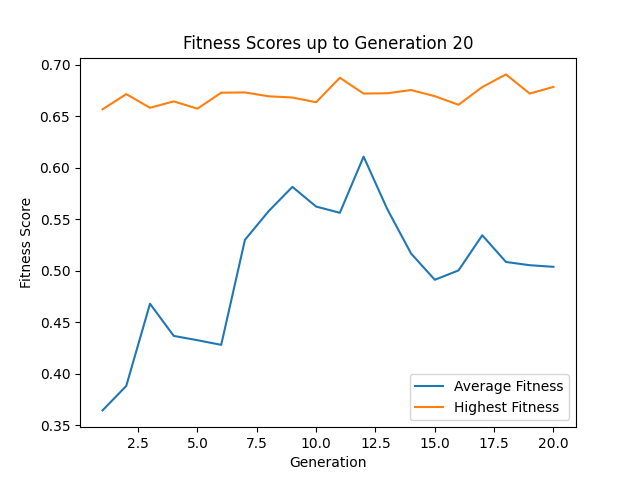 Fitness Scores up to Generation 20
Fitness Score
0.70
0.65
0.60
0.55
0.50
0.45
0.40
0.35
Average Fitness
Highest Fitness
2.5 5.0 7.5 10.0 12.5 15.0 17.5 20.0
Generation